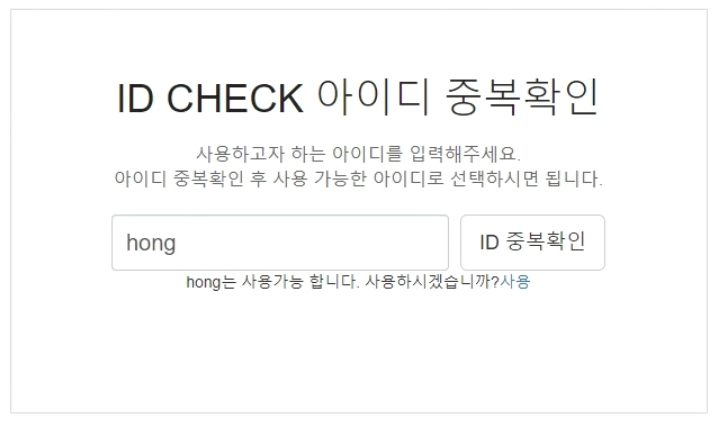 ID CHECK 아이디 중복확인
사용하고자 하는 아이디를 입력해주세요.
아이디 중복확인 후 사용 가능한 아이디로 선택하시면 됩니다.
hong ID 중복확인
hong는 사용가능 합니다. 사용하시겠습니까?사용